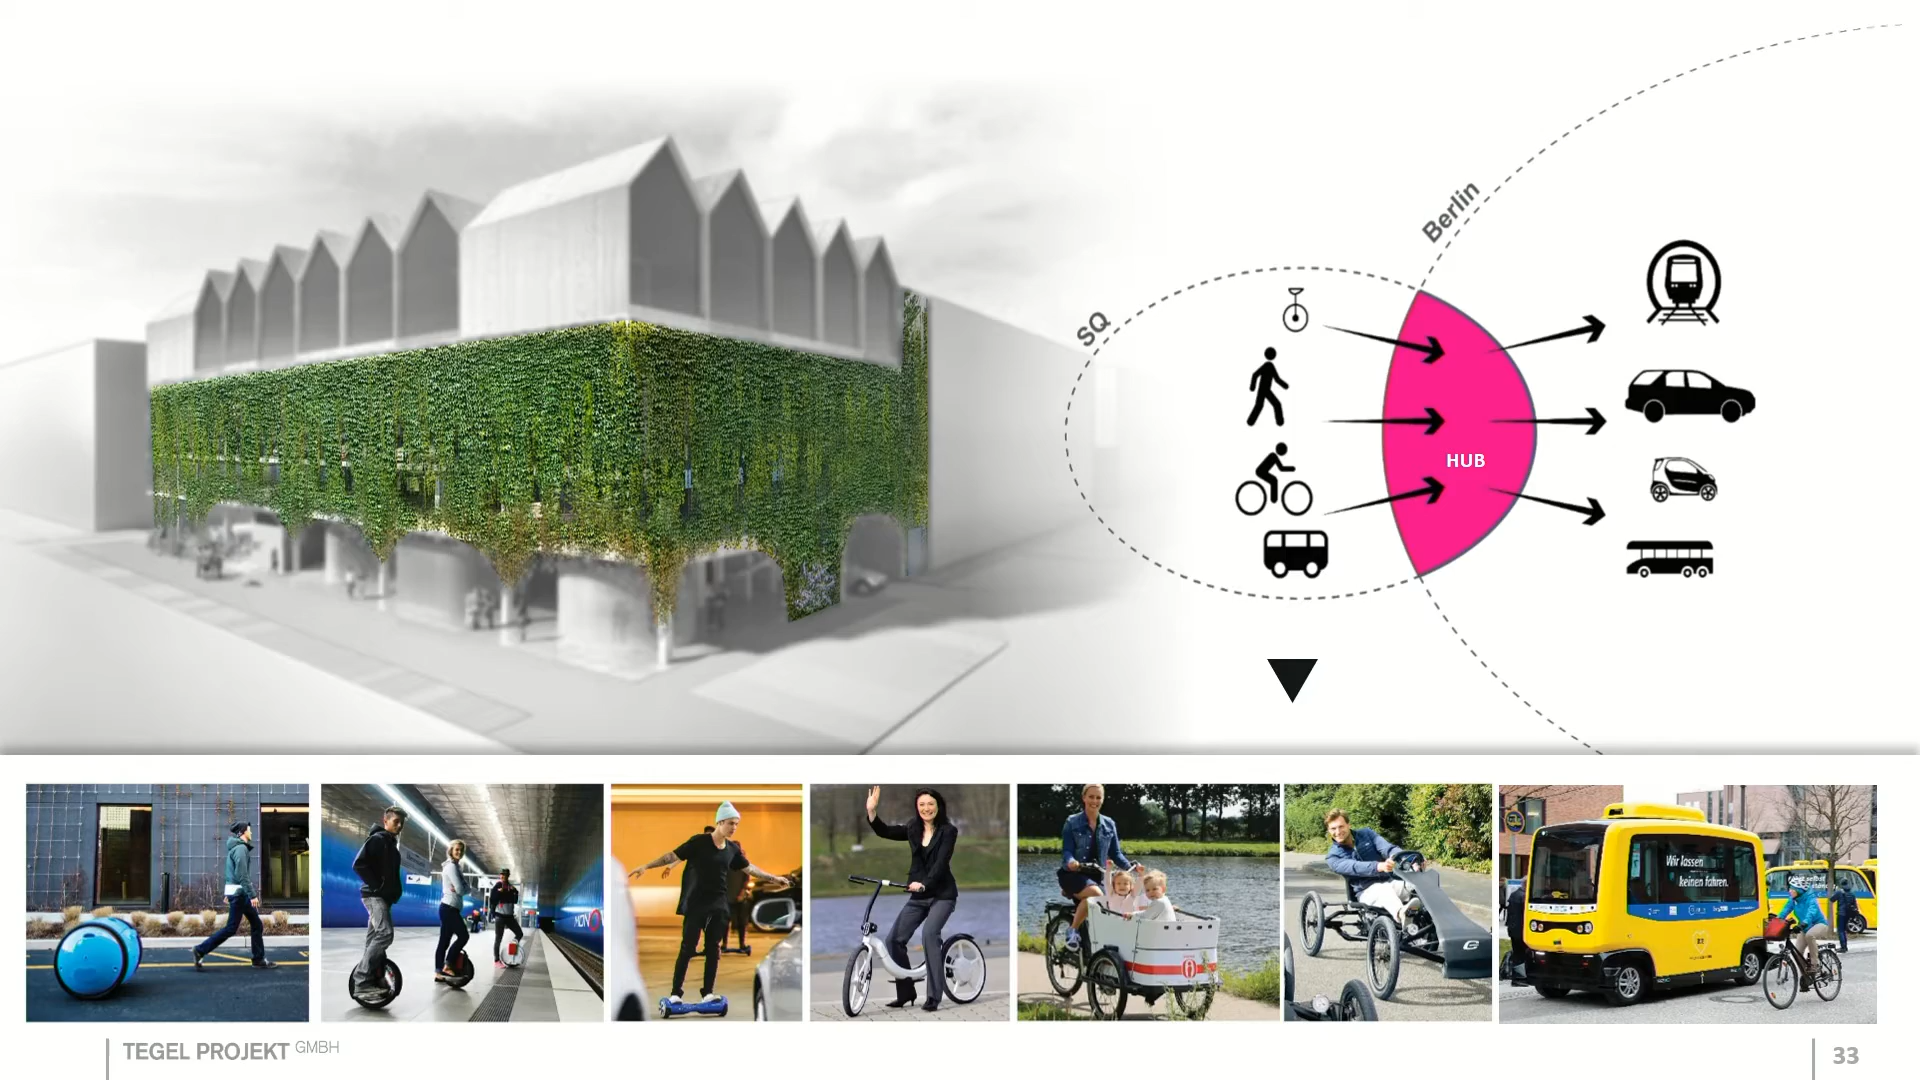 Berlin
SQ
HUB
Wir lassen
keinen fahren.
TEGEL PROJEKT GMBH
33